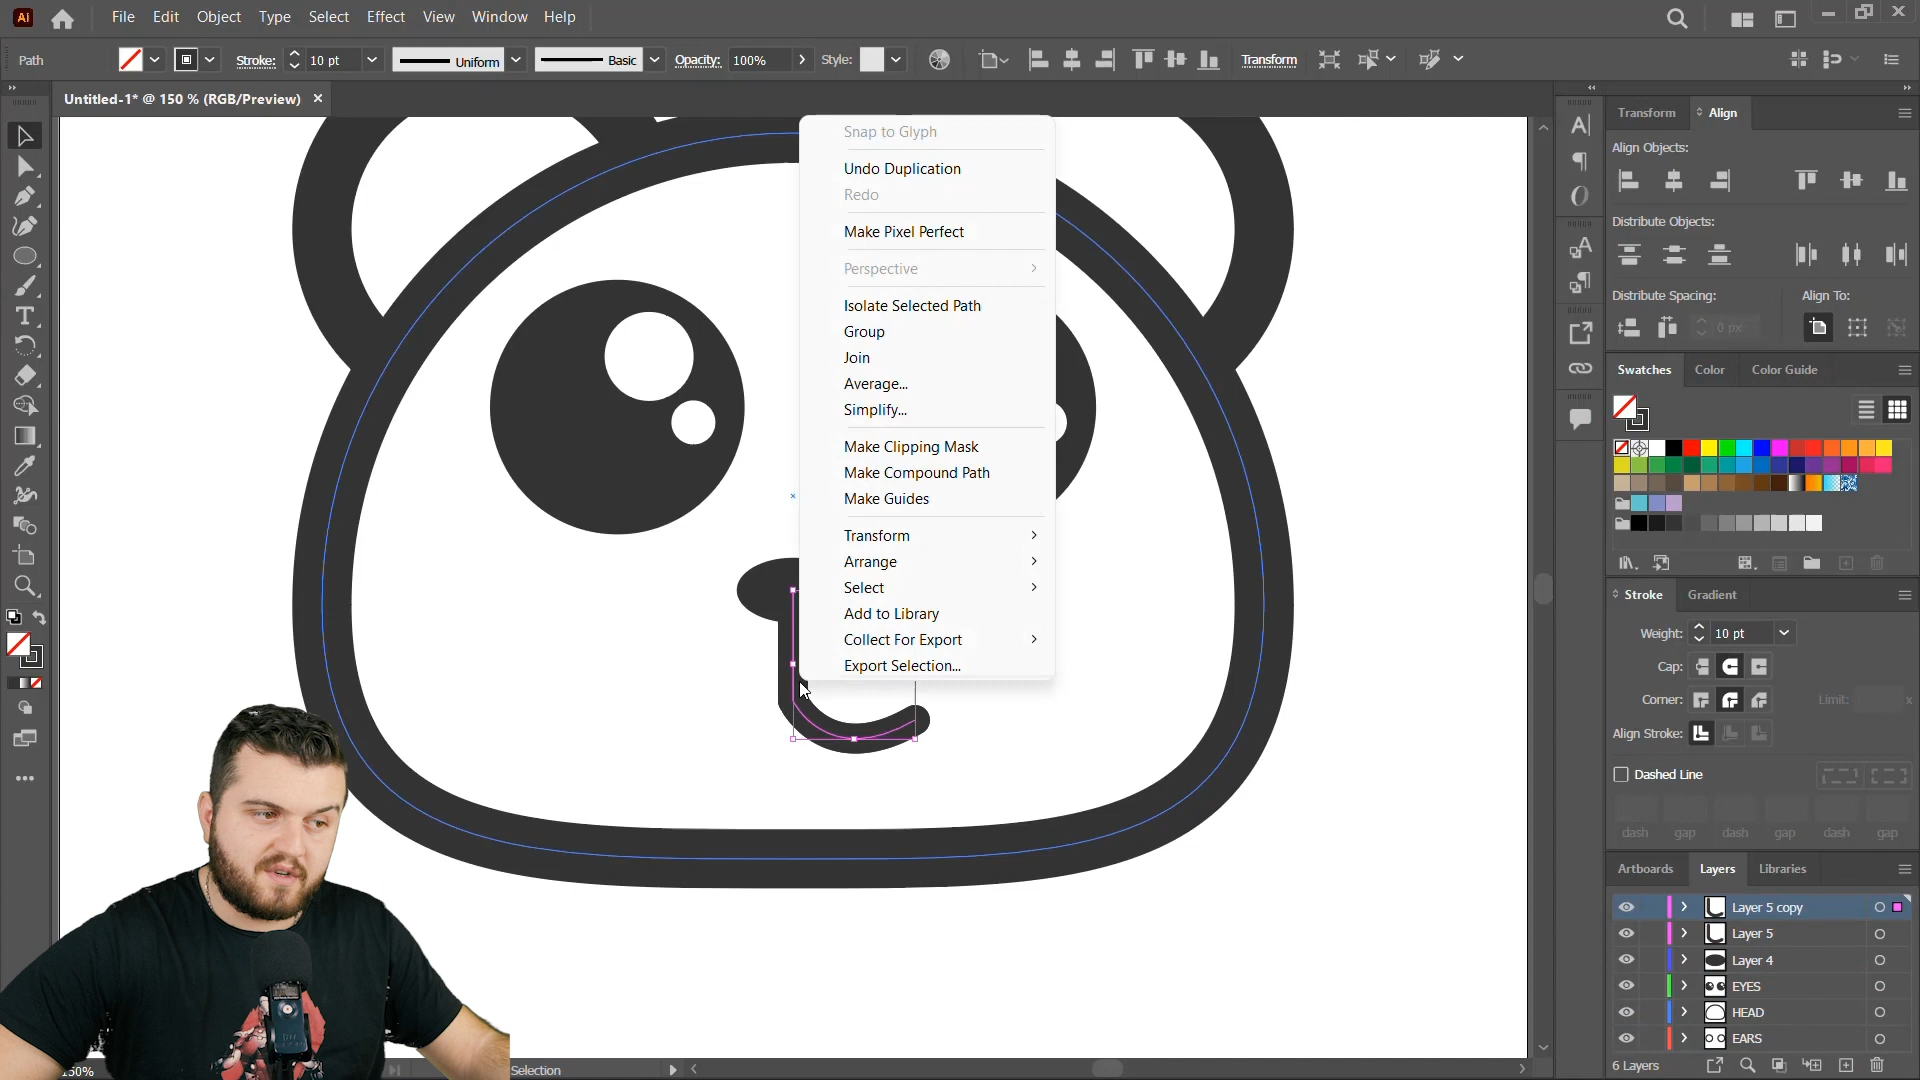 Ai File Edit Object Type Select Effect View Window Help
Path Stroke: 10 pt Uniform Basic Opacity: 100% Style: Transform
Untitled-1* @ 150 % (RGB/Preview)
Snap to Glyph
Undo Duplication
Redo
Make Pixel Perfect
Perspective
Isolate Selected Path
Group
Join
Average...
Simplify...
Make Clipping Mask
Make Compound Path
Make Guides
Transform
Arrange
Select
Add to Library
Collect For Export
Export Selection...
Transform Align
Align Objects:
Distribute Objects:
Distribute Spacing: Align To:
0 px
Swatches Color Color Guide
Stroke Gradient
Weight: 10 pt
Cap:
Corner: Limit: x
Align Stroke:
Dashed Line
dash gap dash gap dash gap
Artboards Layers Libraries
Layer 5 copy
Layer 5
Layer 4
EYES
HEAD
EARS
6 Layers
Selection